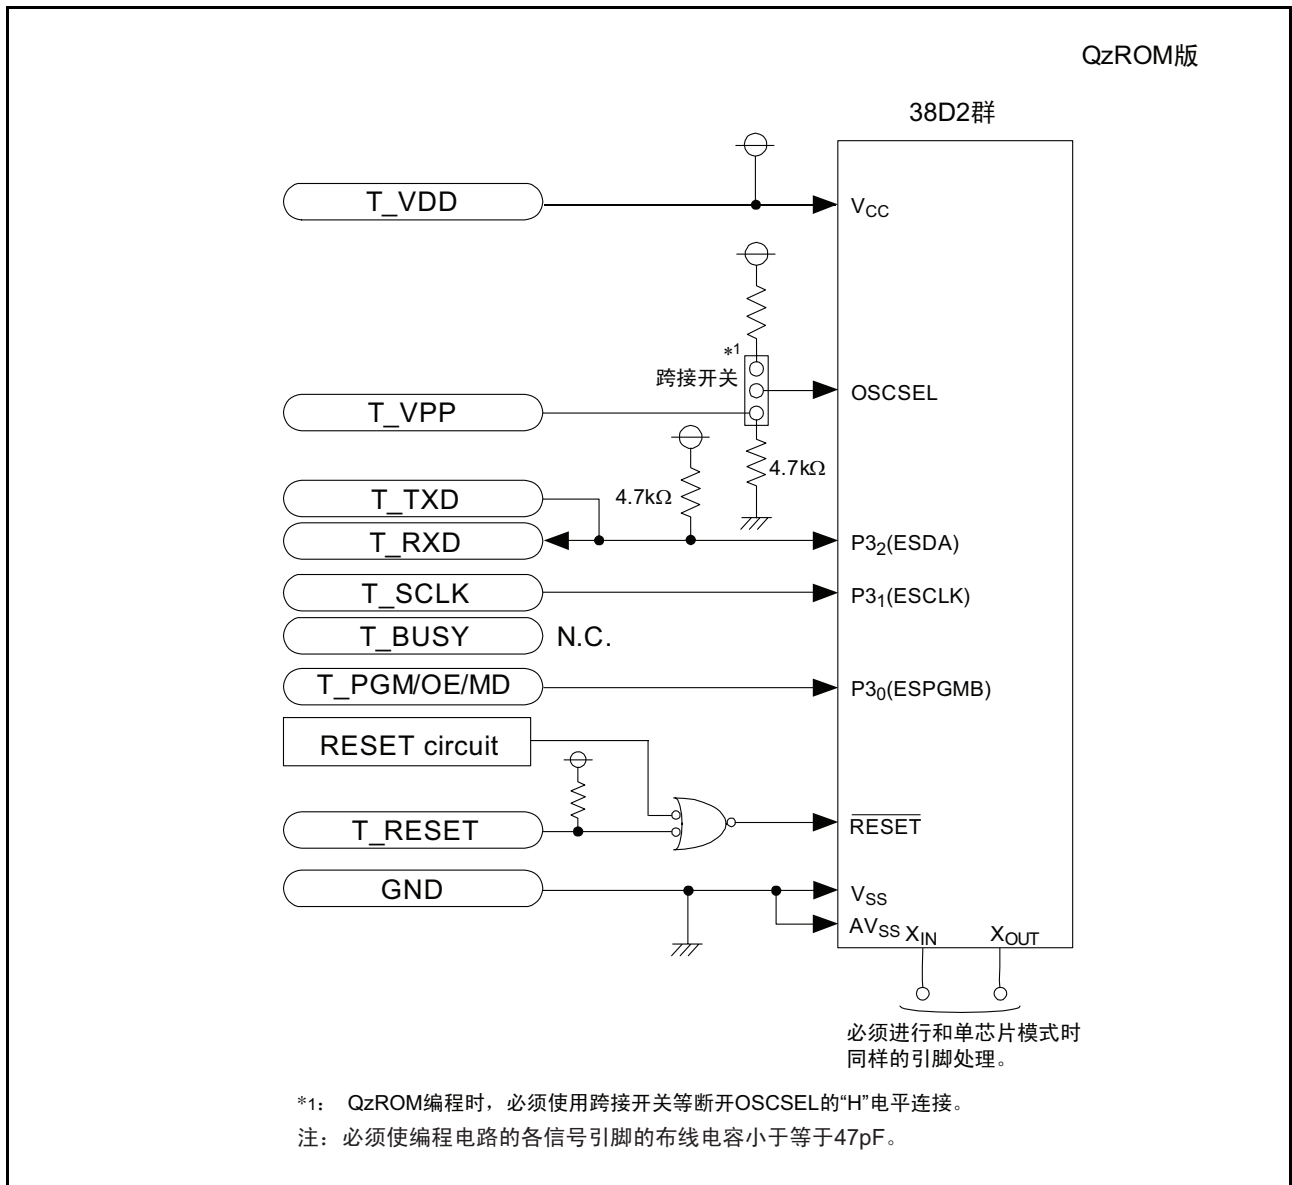 QzROM版
38D2群
T_VDD
VCC
*1
跨接开关
OSCSEL
T_VPP
4.7kΩ
T_TXD
4.7kΩ
T_RXD
P32(ESDA)
T_SCLK
P31(ESCLK)
T_BUSY
N.C.
T_PGM/OE/MD
P30(ESPGMB)
RESET circuit
T_RESET
RESET
GND
VSS
AVSS
XIN
XOUT
必须进行和单芯片模式时
同样的引脚处理。
*1: QzROM编程时，必须使用跨接开关等断开OSCSEL的“H”电平连接。
注：必须使编程电路的各信号引脚的布线电容小于等于47pF。